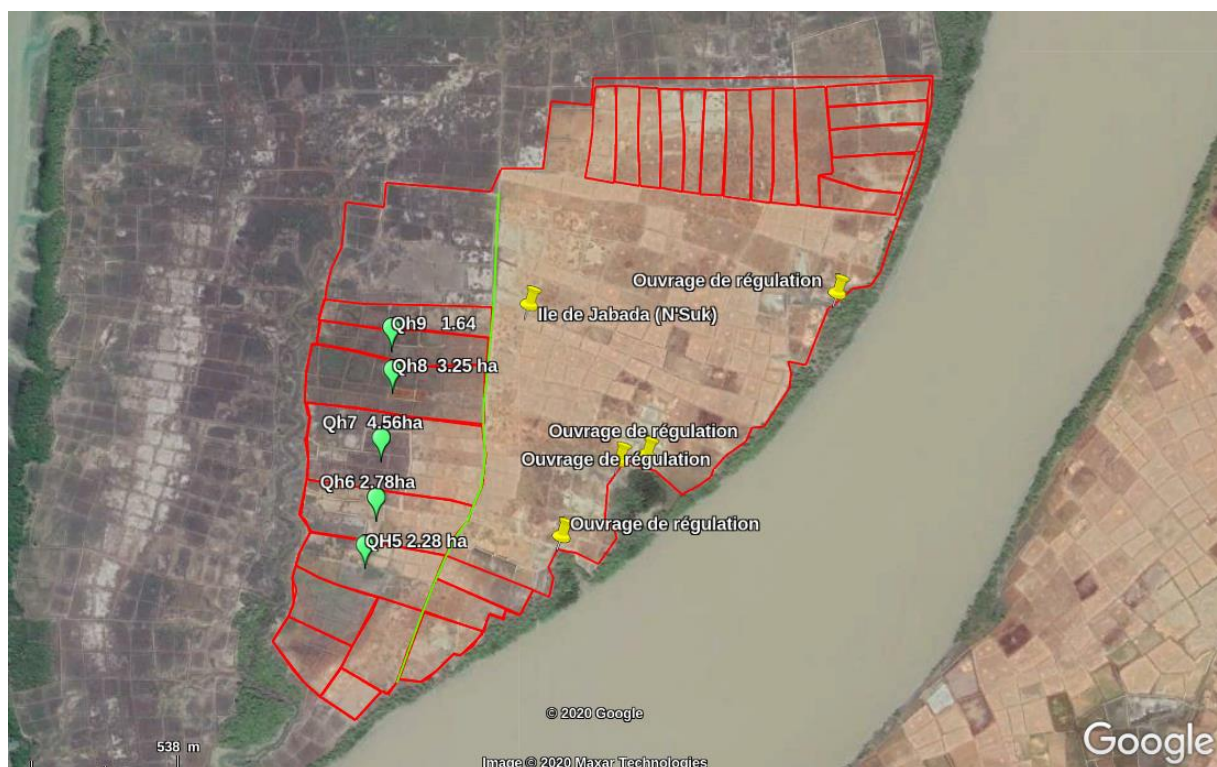 Ouvrage de régulation
Ile de Jabada (N'Suk)
Qh9 1.64
Qh8 3.25 ha
Qh7 4.56ha
Ouvrage de régulation
Ouvrage de régulation
Qh6 2.78ha
Ouvrage de régulation
QH5 2.28 ha
© 2020 Google
538 m
Image © 2020 Maxar Technologies
Google